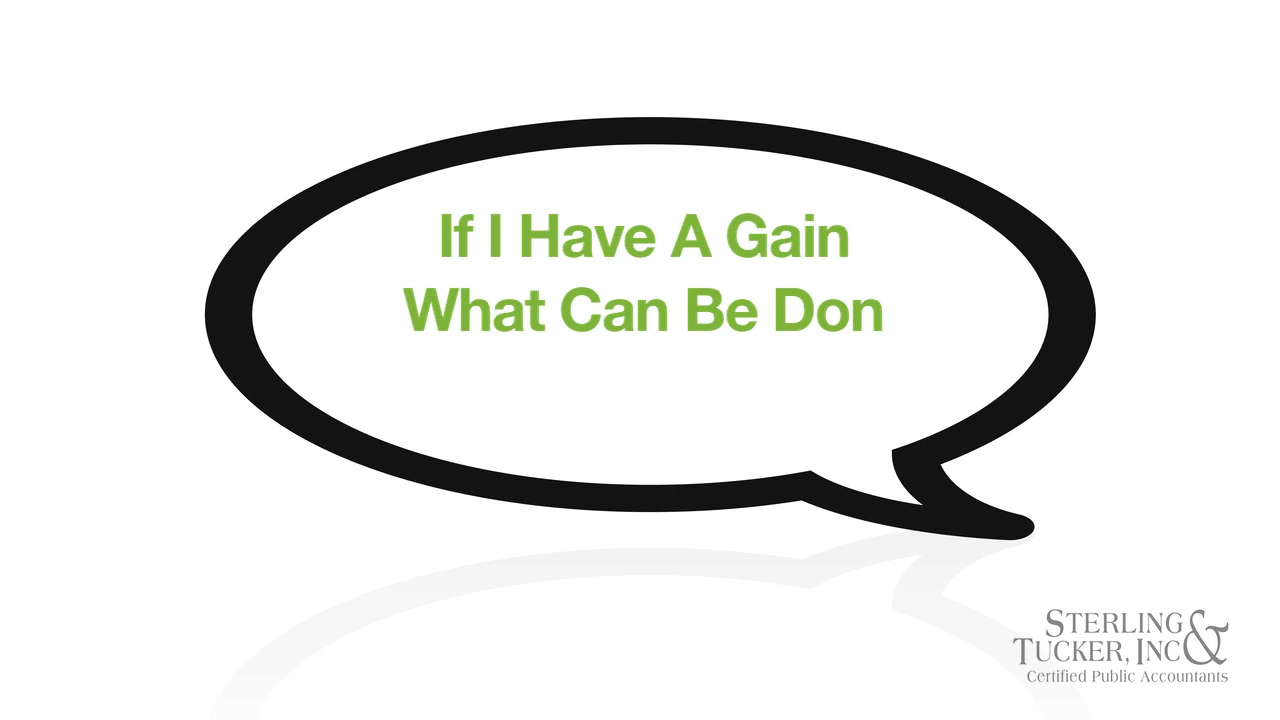 If I Have A Gain
What Can Be Don
STERLING &
TUCKER, INC
Certified Public Accountants